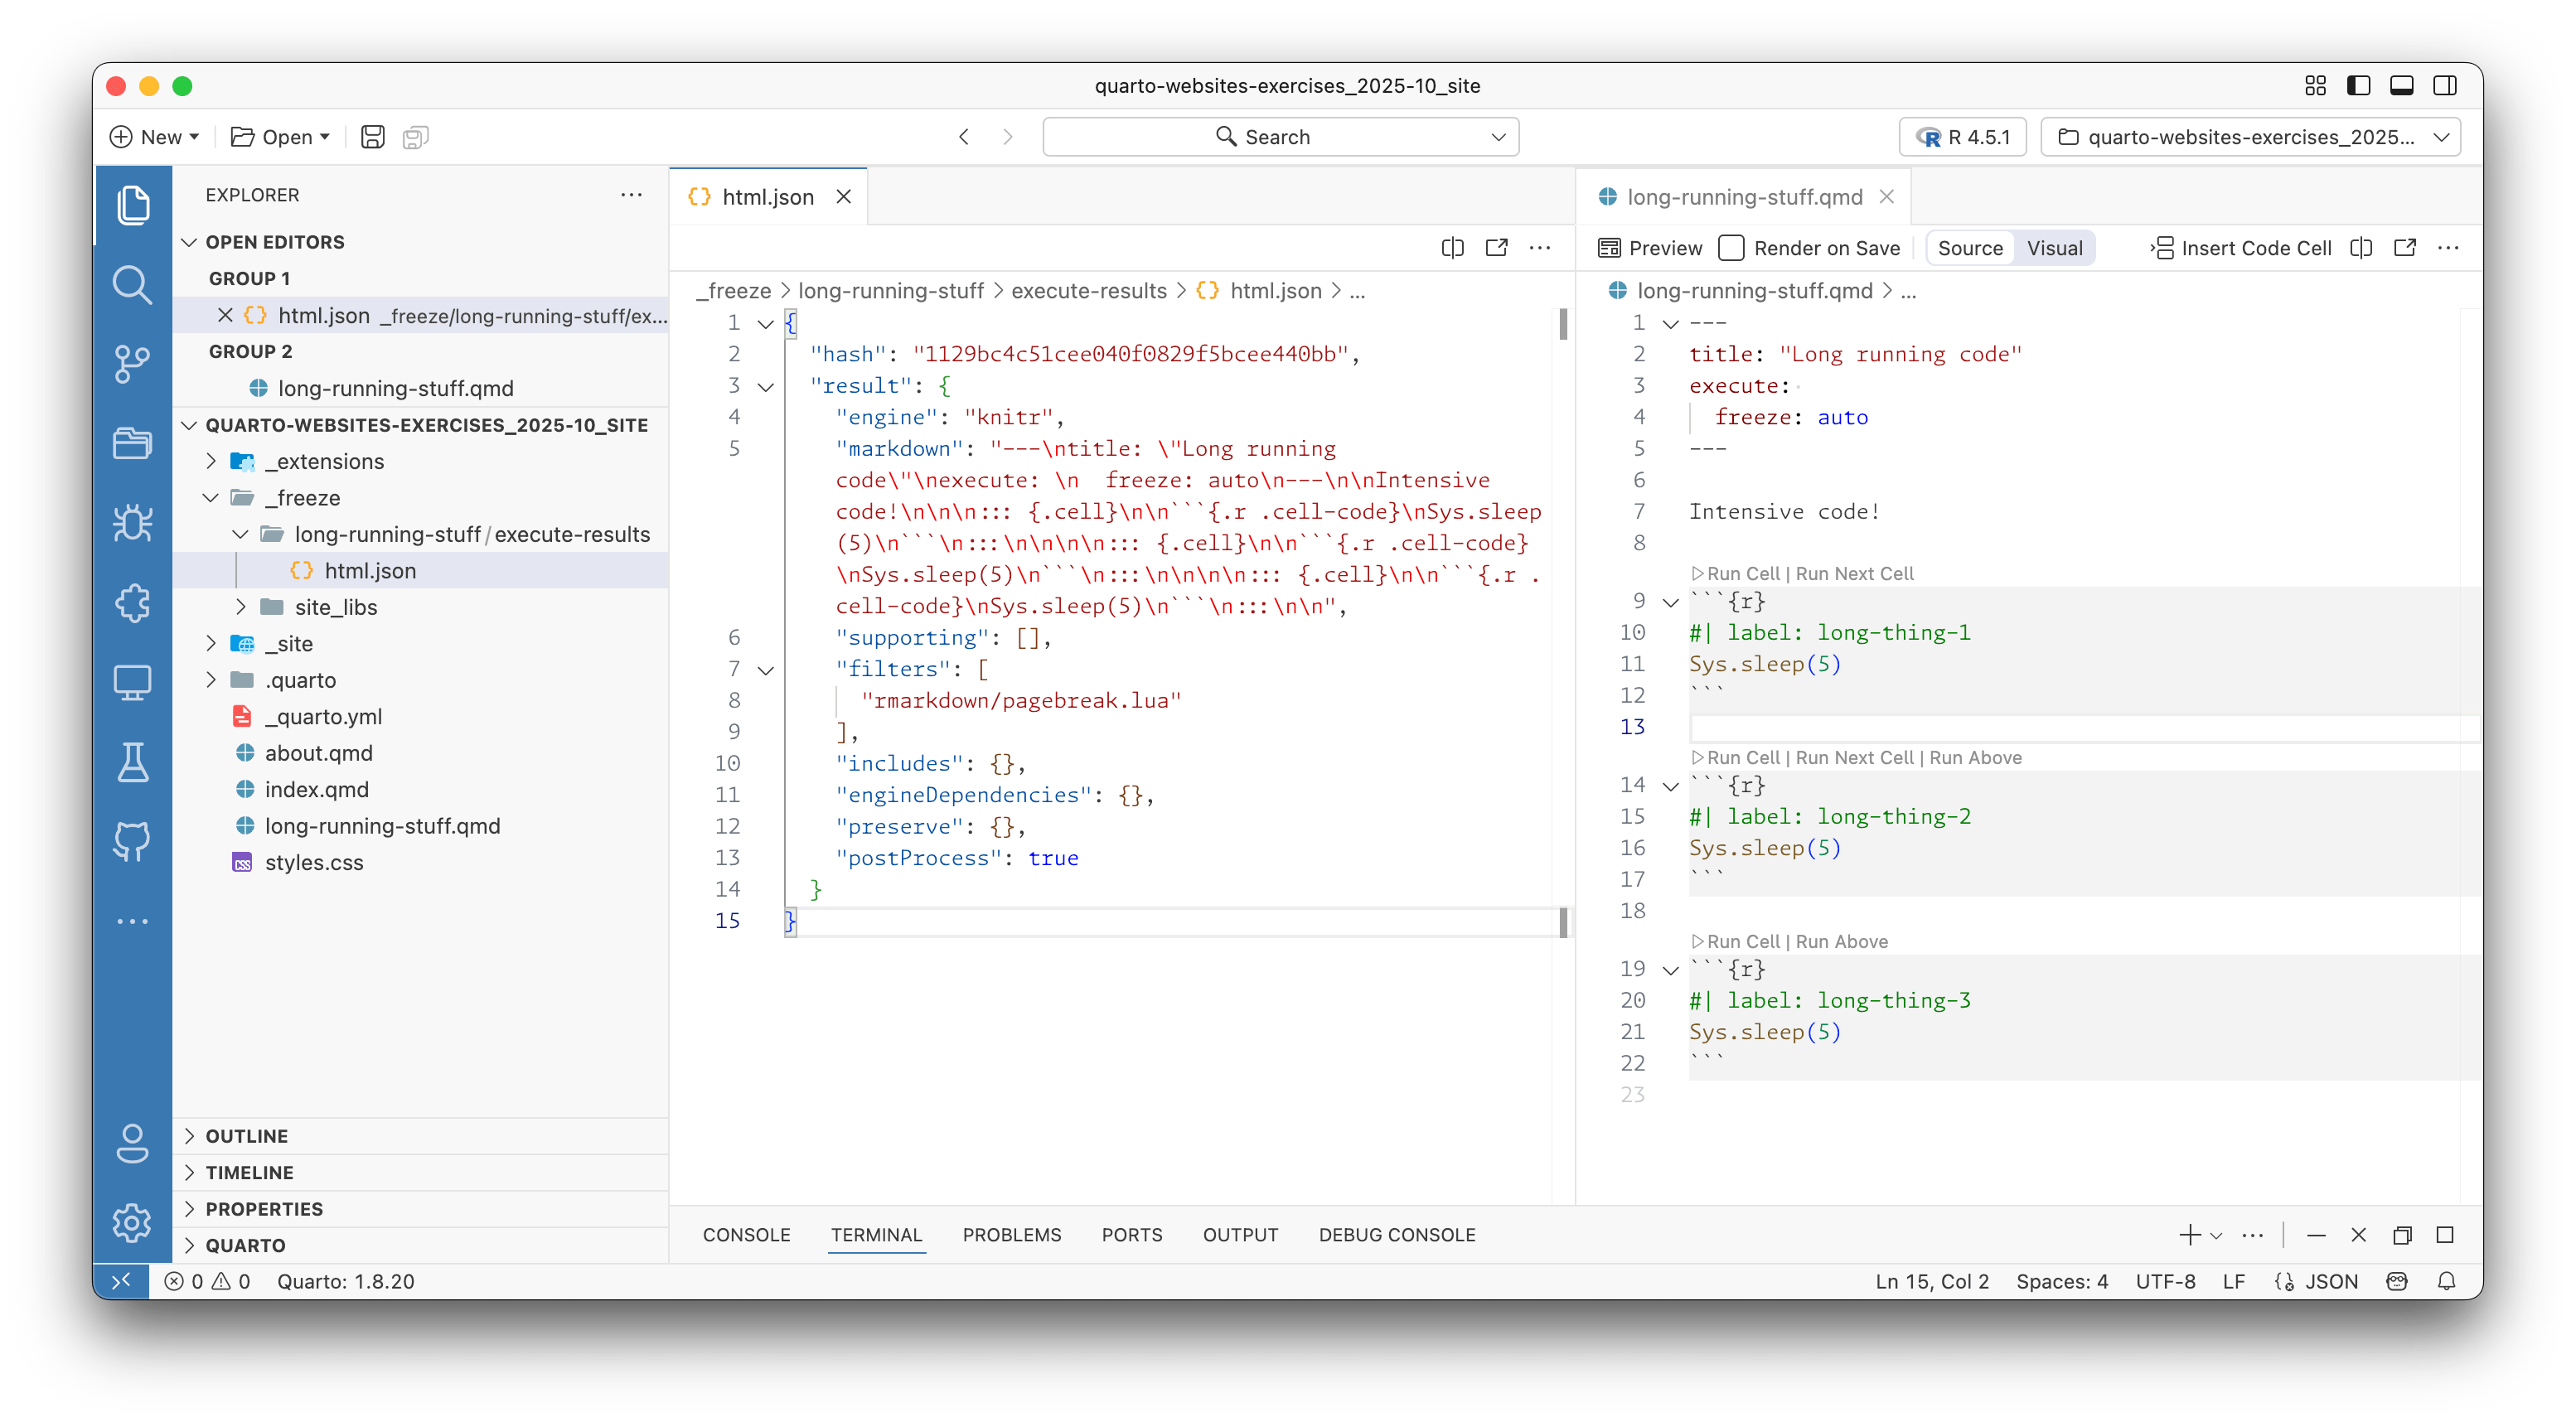 quarto-websites-exercises_2025-10_site
New
Open
Search
R 4.5.1
quarto-websites-exercises_2025...
EXPLORER
OPEN EDITORS
GROUP 1
html.json _freeze/long-running-stuff/ex...
GROUP 2
long-running-stuff.qmd
QUARTO-WEBSITES-EXERCISES_2025-10_SITE
_extensions
_freeze
long-running-stuff/execute-results
html.json
site_libs
_site
.quarto
_quarto.yml
about.qmd
index.qmd
long-running-stuff.qmd
styles.css
OUTLINE
TIMELINE
PROPERTIES
QUARTO
html.json
_freeze > long-running-stuff > execute-results > {} html.json > ...
1 {
2 "hash": "1129bc4c51cee040f0829f5bcee440bb",
3 "result": {
4 "engine": "knitr",
5 "markdown": "---\ntitle: \"Long running
code\"\nexecute: \n  freeze: auto\n---\n\nIntensive
code!\n\n\n::: {.cell}\n\n```{.r .cell-code}\nSys.sleep
(5)\n```\n:::\n\n\n\n::: {.cell}\n\n```{.r .cell-code}
\nSys.sleep(5)\n```\n:::\n\n\n\n::: {.cell}\n\n```{.r .
cell-code}\nSys.sleep(5)\n```\n:::\n\n",
6 "supporting": [],
7 "filters": [
8 "rmarkdown/pagebreak.lua"
9 ],
10 "includes": {},
11 "engineDependencies": {},
12 "preserve": {},
13 "postProcess": true
14 }
15 }
long-running-stuff.qmd
Preview
Render on Save
Source
Visual
Insert Code Cell
long-running-stuff.qmd > ...
1 ---
2 title: "Long running code"
3 execute:
4 freeze: auto
5 ---
6
7 Intensive code!
8
Run Cell | Run Next Cell
9 ```{r}
10 #| label: long-thing-1
11 Sys.sleep(5)
12 ```
13
Run Cell | Run Next Cell | Run Above
14 ```{r}
15 #| label: long-thing-2
16 Sys.sleep(5)
17 ```
18
Run Cell | Run Above
19 ```{r}
20 #| label: long-thing-3
21 Sys.sleep(5)
22 ```
23
CONSOLE
TERMINAL
PROBLEMS
PORTS
OUTPUT
DEBUG CONSOLE
0
0
Quarto: 1.8.20
Ln 15, Col 2
Spaces: 4
UTF-8
LF
JSON